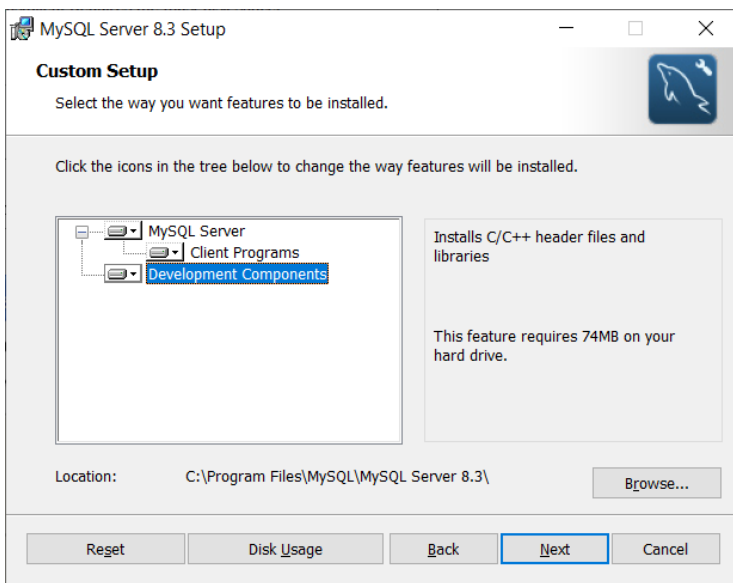 MySQL Server 8.3 Setup
Custom Setup
Select the way you want features to be installed.
Click the icons in the tree below to change the way features will be installed.
MySQL Server
Client Programs
Development Components
Installs C/C++ header files and
libraries
This feature requires 74MB on your
hard drive.
Location: C:\Program Files\MySQL\MySQL Server 8.3\
Browse...
Reset Disk Usage Back Next Cancel